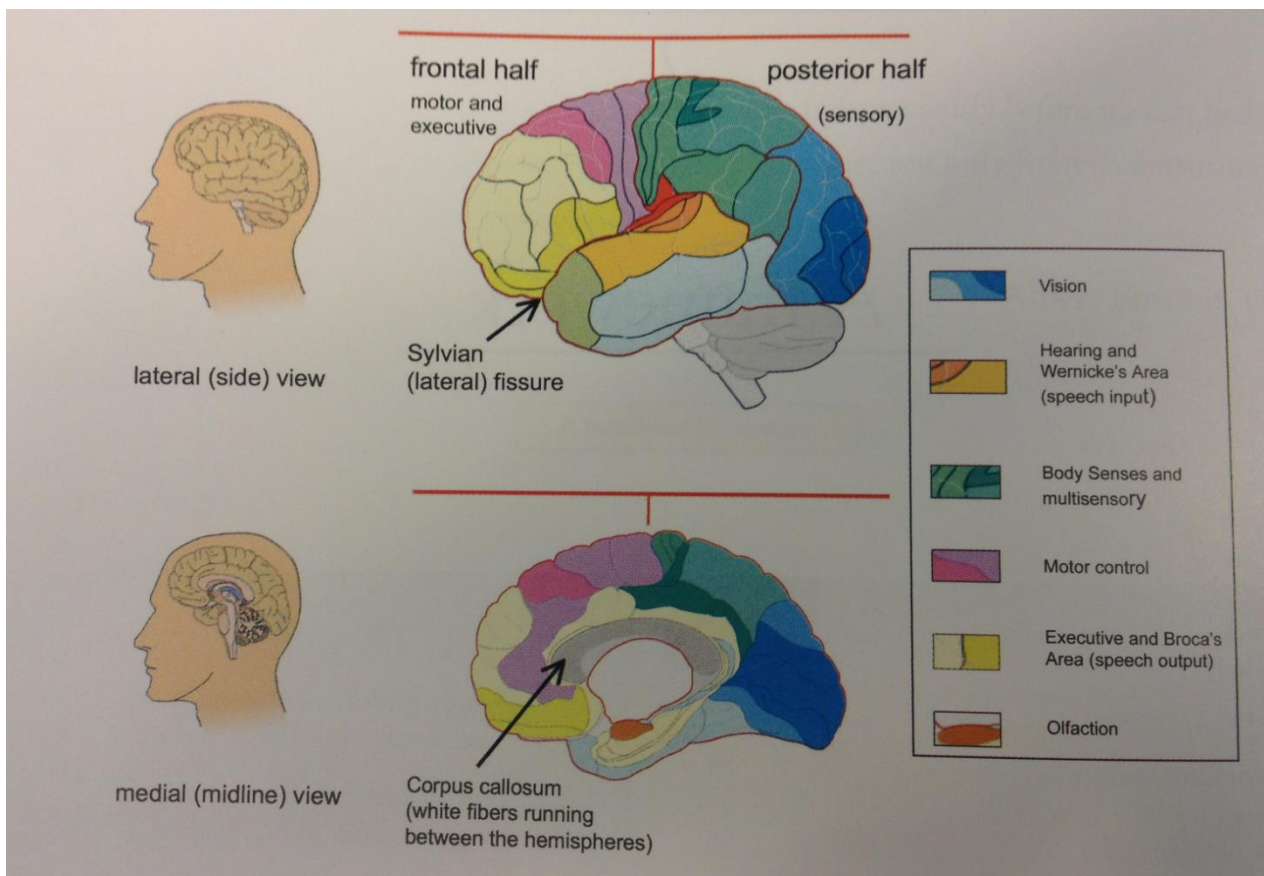 frontal half
motor and
executive
posterior half
(sensory)
Sylvian
(lateral) fissure
lateral (side) view
Vision
Hearing and
Wernicke's Area
(speech input)
Body Senses and
multisensory
Motor control
Executive and Broca's
Area (speech output)
Olfaction
Corpus callosum
(white fibers running
between the hemispheres)
medial (midline) view